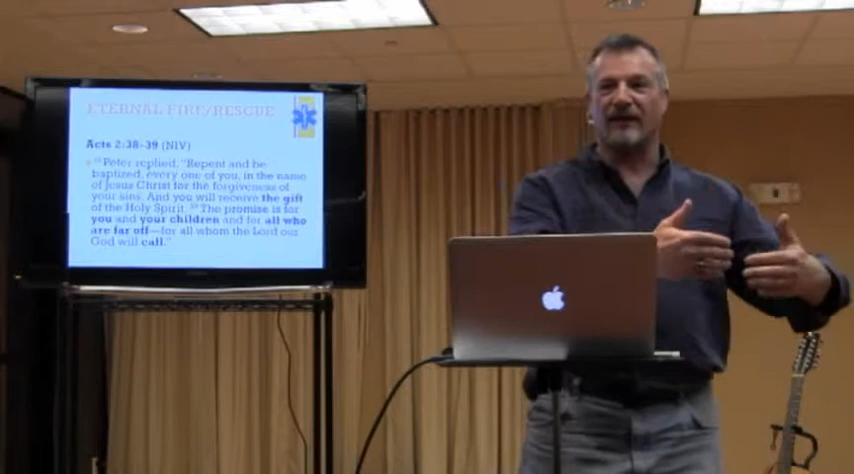 ETERNAL FIRE/RESCUE
Acts 2:38-39 (NIV)
38 Peter replied, "Repent and be
baptized, every one of you, in the name
of Jesus Christ for the forgiveness of
your sins. And you will receive the gift
of the Holy Spirit. 39 The promise is for
you and your children and for all who
are far off—for all whom the Lord our
God will call."